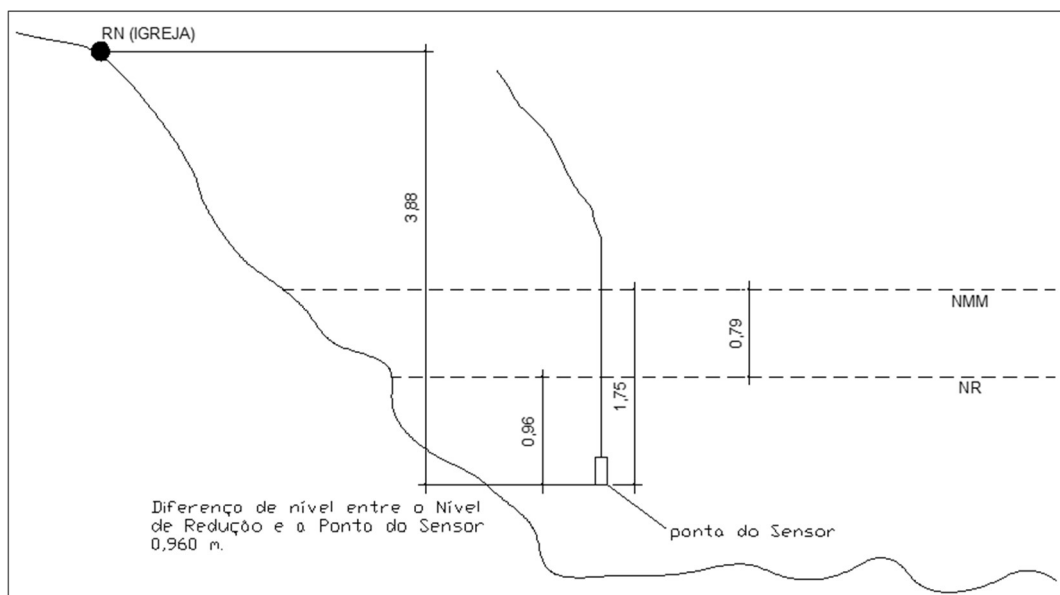 RN (IGREJA)
3,88
NMM
0,79
NR
1,75
0,96
Diferença de nível entre o Nível
de Redução e a Ponta do Sensor
0,960 m.
ponta do Sensor